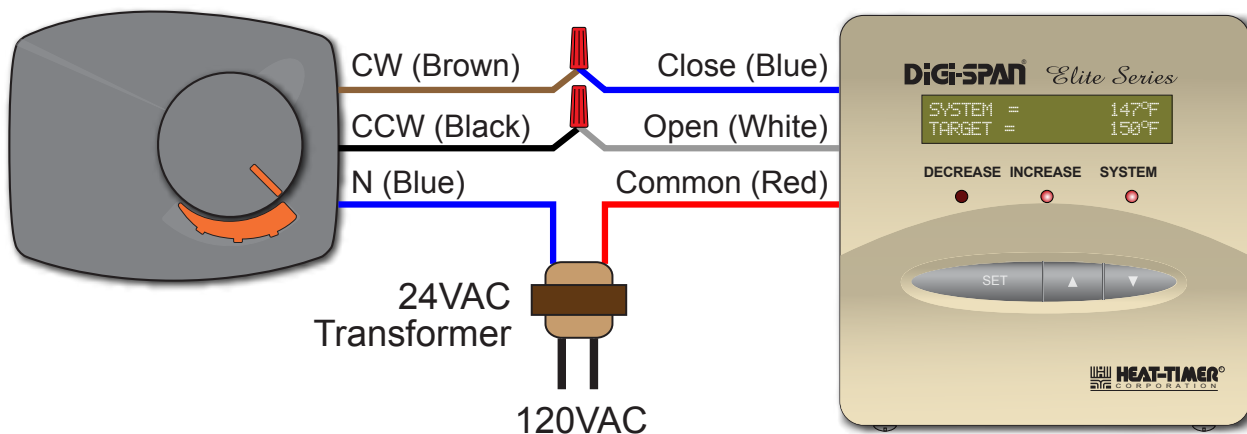 CW (Brown)
Close (Blue)
CCW (Black)
Open (White)
N (Blue)
Common (Red)
24VAC
Transformer
120VAC
DiGi-SPAN® Elite Series
SYSTEM = 147°F
TARGET = 150°F
DECREASE INCREASE SYSTEM
SET ▲ ▼
HEAT-TIMER®
CORPORATION